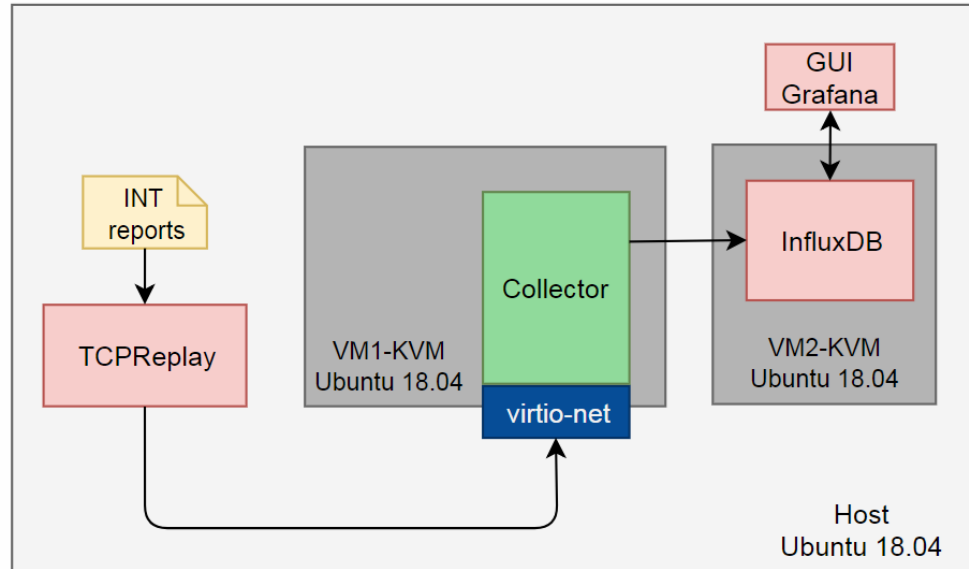 GUI
Grafana
INT
reports
InfluxDB
Collector
TCPReplay
VM1-KVM
Ubuntu 18.04
VM2-KVM
Ubuntu 18.04
virtio-net
Host
Ubuntu 18.04